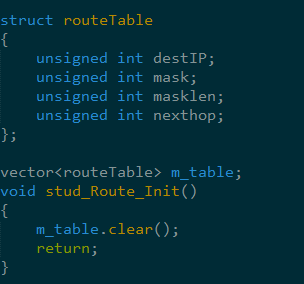 struct routeTable
{
    unsigned int destIP;
    unsigned int mask;
    unsigned int masklen;
    unsigned int nexthop;
};
vector<routeTable> m_table;
void stud_Route_Init()
{
    m_table.clear();
    return;
}